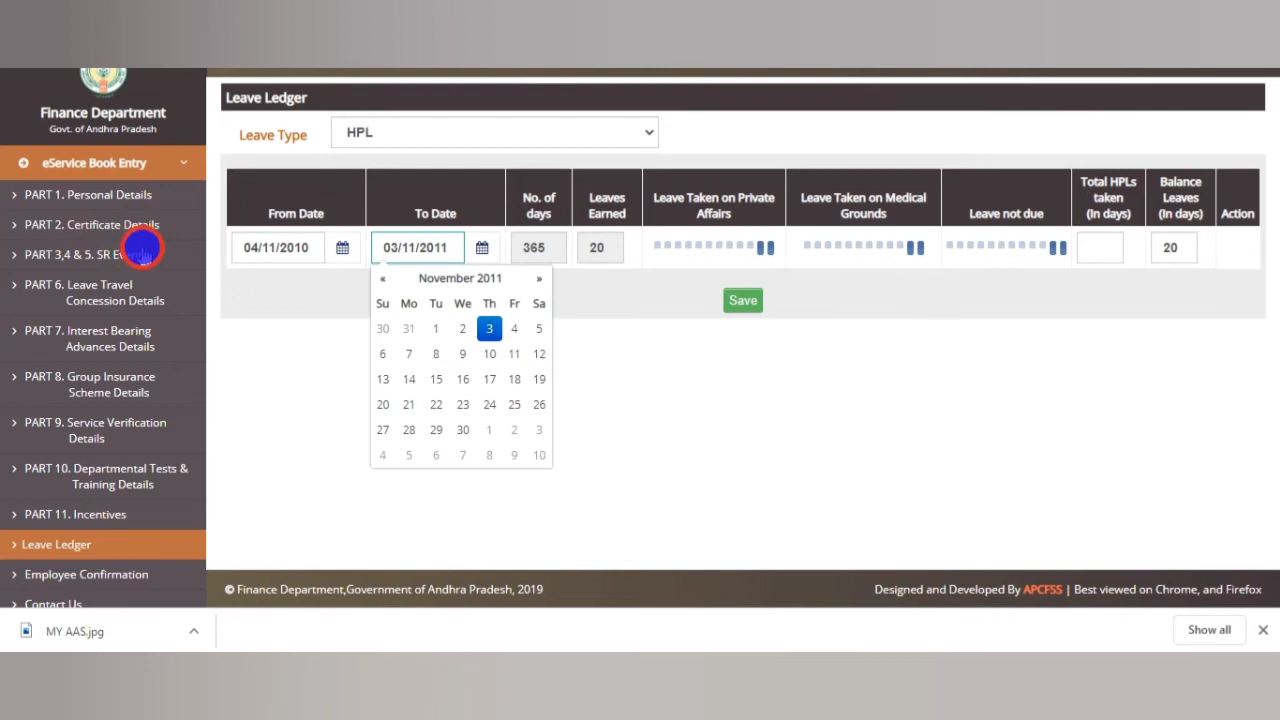 Finance Department
Govt. of Andhra Pradesh
eService Book Entry
PART 1. Personal Details
PART 2. Certificate Details
PART 3,4 & 5. SR
PART 6. Leave Travel
Concession Details
PART 7. Interest Bearing
Advances Details
PART 8. Group Insurance
Scheme Details
PART 9. Service Verification
Details
PART 10. Departmental Tests &
Training Details
PART 11. Incentives
Leave Ledger
Employee Confirmation
Contact Us
Leave Ledger
Leave Type HPL
From Date To Date No. of days Leaves Earned Leave Taken on Private Affairs Leave Taken on Medical Grounds Leave not due Total HPLs taken (In days) Balance Leaves (In days) Action
04/11/2010 03/11/2011 365 20 20
« November 2011 »
Su Mo Tu We Th Fr Sa
30 31 1 2 3 4 5
6 7 8 9 10 11 12
13 14 15 16 17 18 19
20 21 22 23 24 25 26
27 28 29 30 1 2 3
4 5 6 7 8 9 10
Save
© Finance Department,Government of Andhra Pradesh, 2019
Designed and Developed By APCFSS | Best viewed on Chrome, and Firefox
MY AAS.jpg
Show all